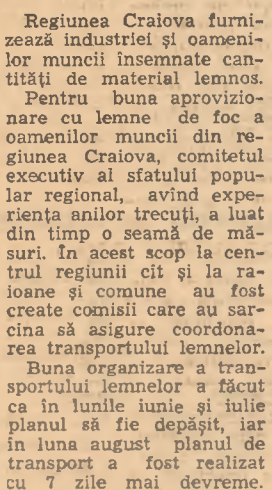 Regiunea Craiova furni-
zează industriei și oameni-
lor muncii însemnate can-
tități de material lemnos.
Pentru buna aprovizio-
nare cu lemne de foc a
oamenilor muncii din re-
giunea Craiova, comitetul
executiv al sfatului popu-
lar regional, avînd expe-
riența anilor trecuți, a luat
din timp o seamă de mă-
suri. În acest scop la cen-
trul regiunii cît și la ra-
ioane și comune au fost
create comisii care au sar-
cina să asigure coordona-
rea transportului lemnelor.
Buna organizare a tran-
sportului lemnelor a făcut
ca în lunile iunie și iulie
planul să fie depășit, iar
în luna august planul de
transport a fost realizat
cu 7 zile mai devreme.